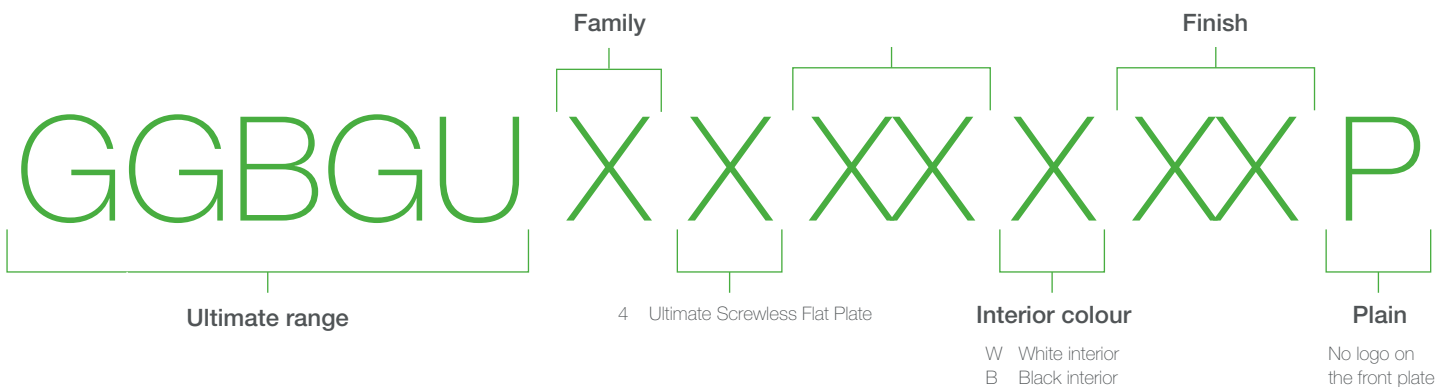 Family
Finish
GGBGU X X XX X XX P
Ultimate range
4 Ultimate Screwless Flat Plate
Interior colour
W White interior
B Black interior
Plain
No logo on
the front plate